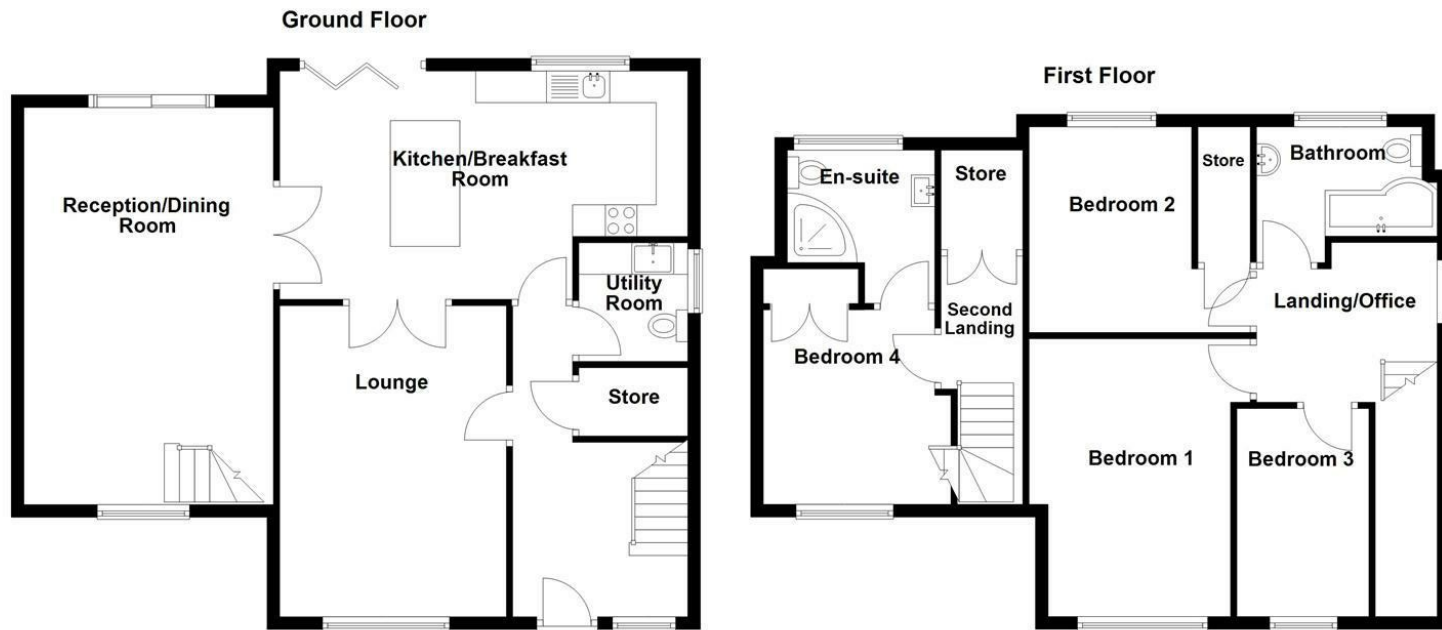 Ground Floor
Kitchen/Breakfast
Room
Reception/Dining
Room
Utility
Room
Lounge
Store
First Floor
En-suite
Store
Bedroom 2
Store
Bathroom
Second
Landing
Landing/Office
Bedroom 4
Bedroom 1
Bedroom 3